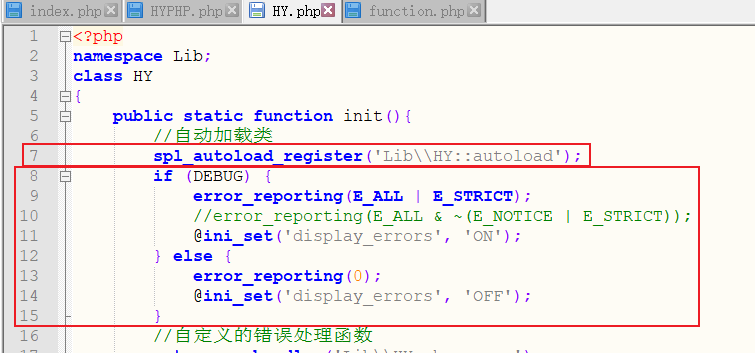 index.php HYPHP.php HY.php function.php
1 <?php
2 namespace Lib;
3 class HY
4 {
5 public static function init(){
6 //自动加载类
7 spl_autoload_register('Lib\\HY::autoload');
8 if (DEBUG) {
9 error_reporting(E_ALL | E_STRICT);
10 //error_reporting(E_ALL & ~(E_NOTICE | E_STRICT));
11 @ini_set('display_errors', 'ON');
12 } else {
13 error_reporting(0);
14 @ini_set('display_errors', 'OFF');
15 }
16 //自定义的错误处理函数
17